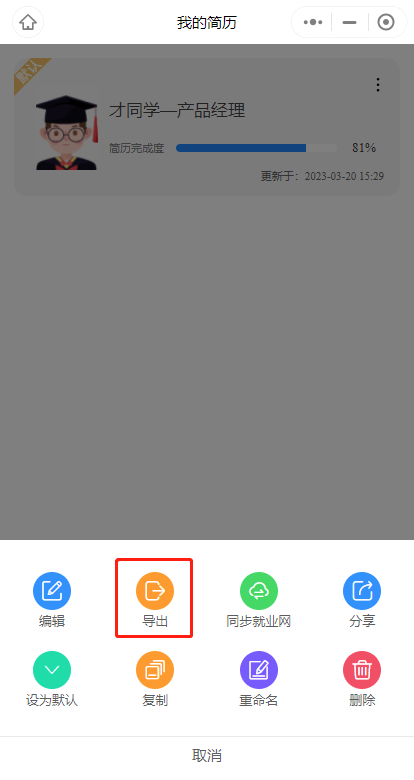 我的简历
默认
才同学—产品经理
简历完成度 81%
更新于：2023-03-20 15:29
编辑 导出 同步就业网 分享
设为默认 复制 重命名 删除
取消